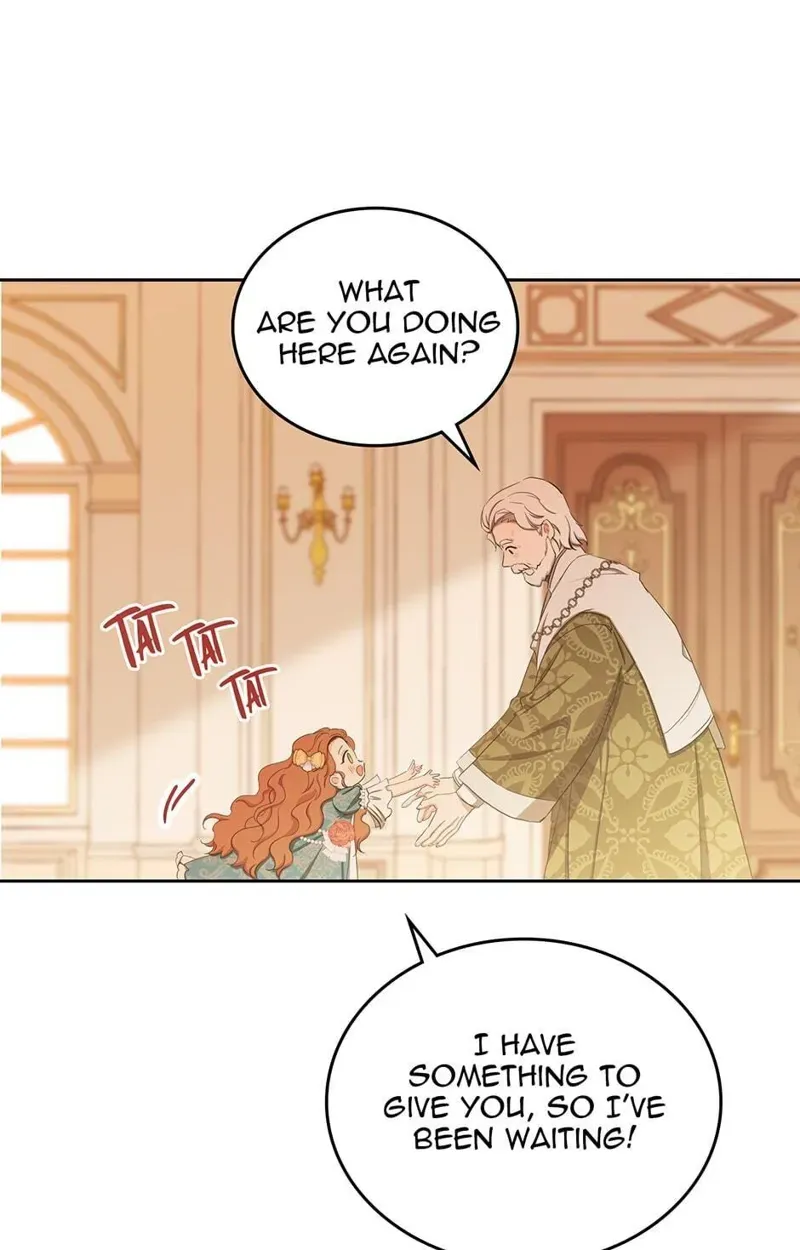 WHAT
ARE YOU DOING
HERE AGAIN?
TAT
TAT
TAT
I HAVE
SOMETHING TO
GIVE YOU, SO I'VE
BEEN WAITING!